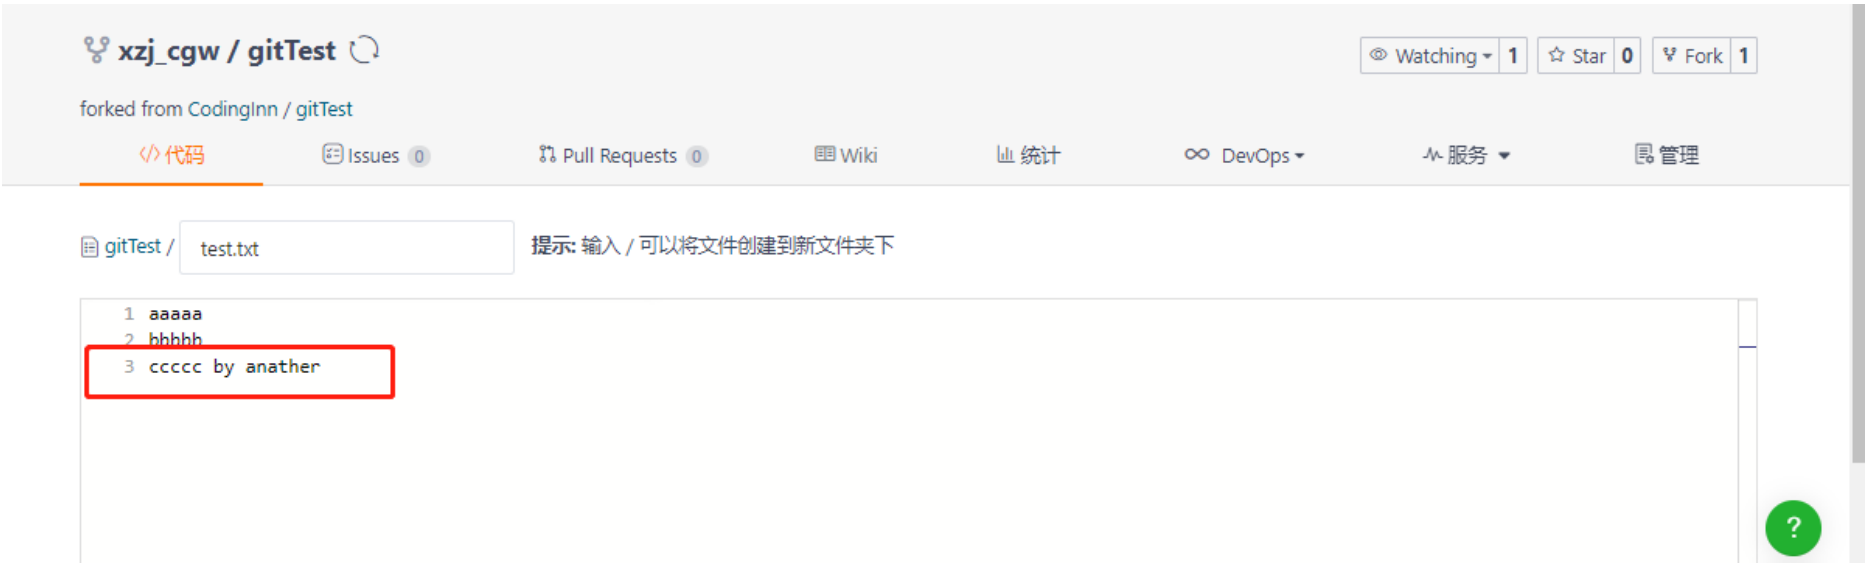 xzj_cgw / gitTest
Watching 1 Star 0 Fork 1
forked from CodingInn / gitTest
代码 Issues 0 Pull Requests 0 Wiki 统计 DevOps 服务 管理
gitTest / test.txt 提示: 输入 / 可以将文件创建到新文件夹下
1 aaaaa
2 bbbbb
3 ccccc by anather
?